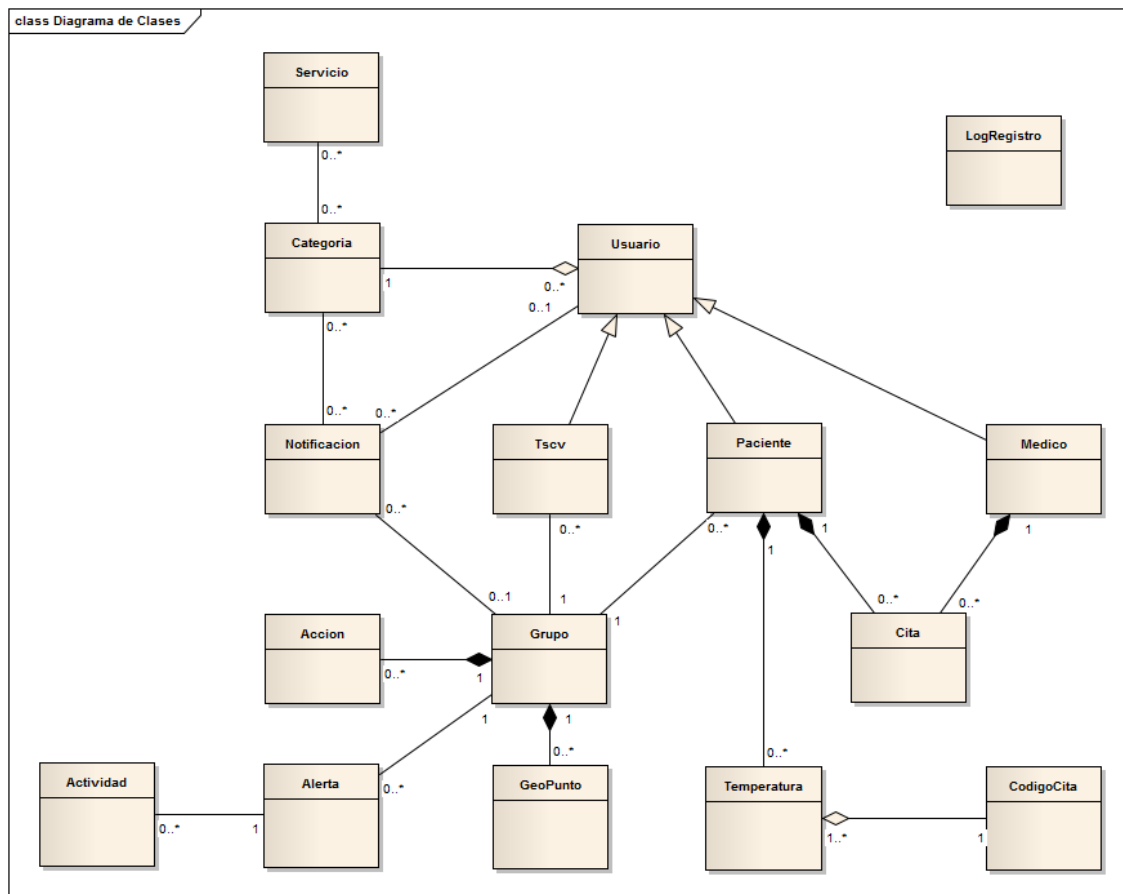 class Diagrama de Clases
Servicio
LogRegistro
0..*
0..*
Categoria
Usuario
1
0..*
0..1
0..*
0..*
0..*
Notificacion
Tscv
Paciente
Medico
0..*
0..*
0..*
1
1
1
0..1
1
1
0..*
0..*
Accion
Grupo
Cita
0..*
1
1
1
0..*
0..*
0..*
Actividad
Alerta
GeoPunto
Temperatura
CodigoCita
0..*
1
1..*
1